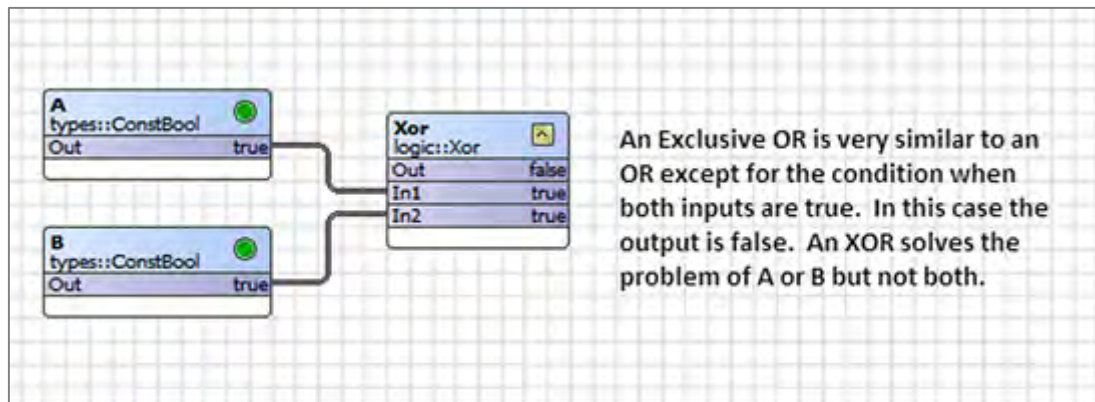 A
types::ConstBool
Out true
B
types::ConstBool
Out true
Xor
logic::Xor
Out false
In1 true
In2 true
An Exclusive OR is very similar to an
OR except for the condition when
both inputs are true. In this case the
output is false. An XOR solves the
problem of A or B but not both.